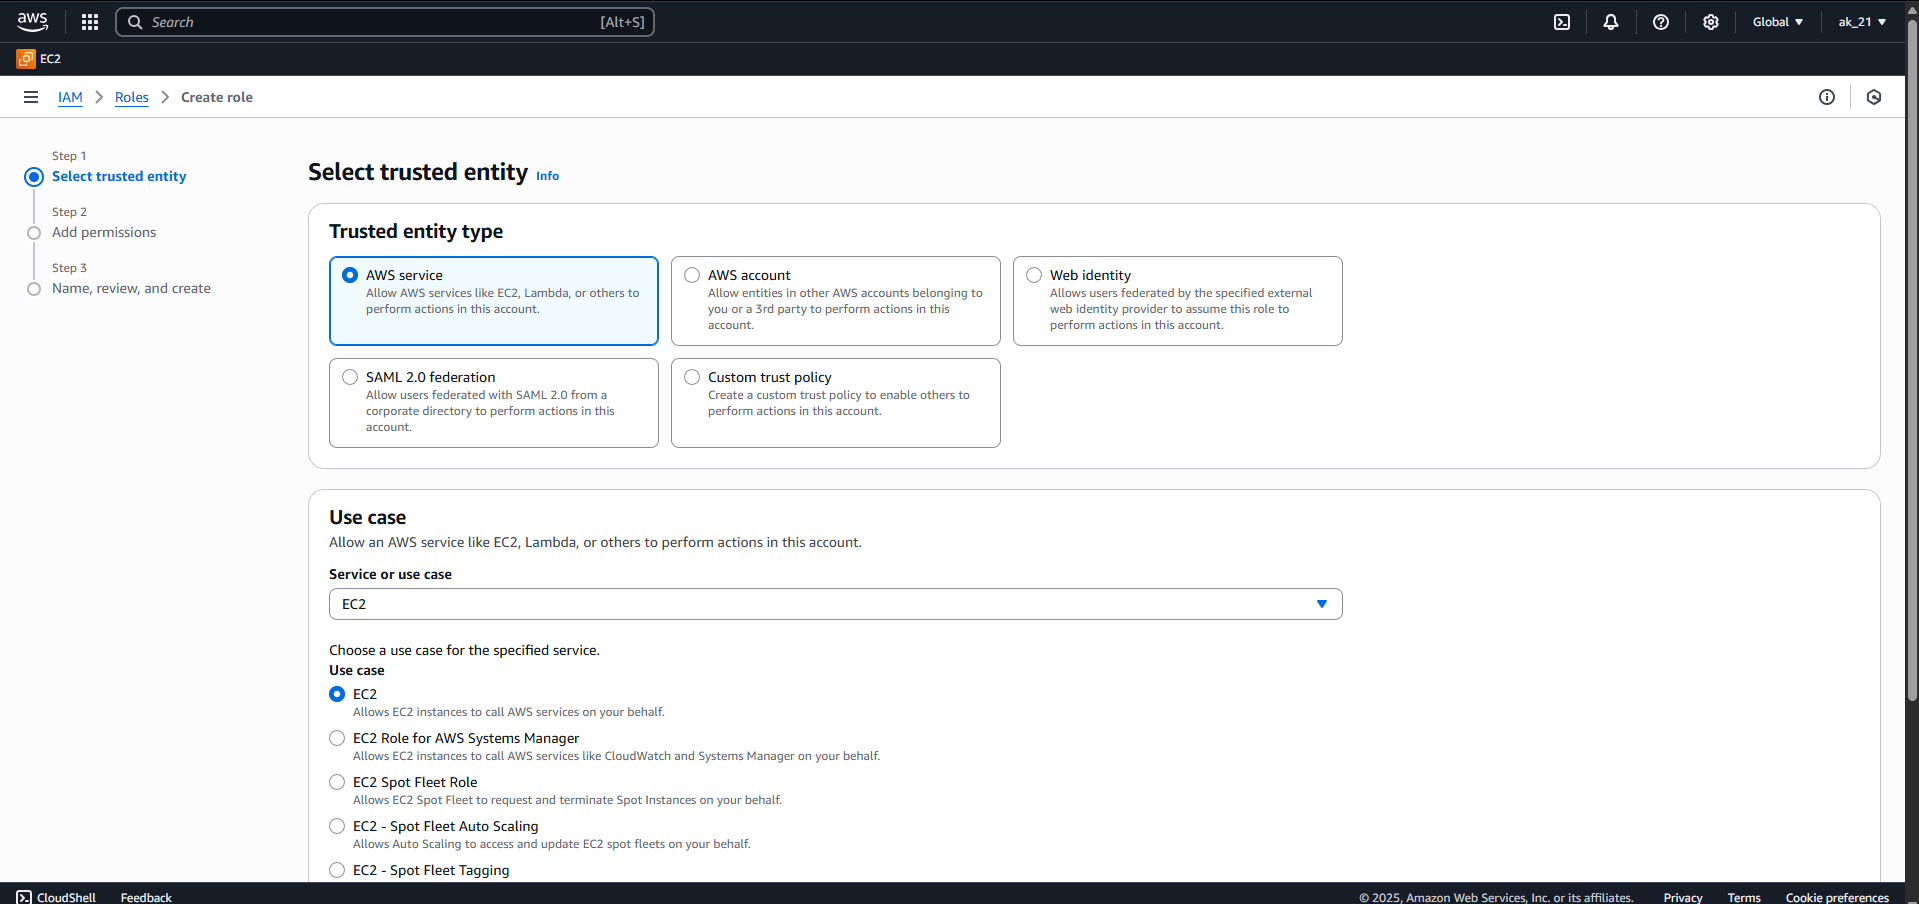 aws
Search [Alt+S]
Global
ak_21
EC2
IAM > Roles > Create role
Step 1
Select trusted entity
Step 2
Add permissions
Step 3
Name, review, and create
Select trusted entity Info
Trusted entity type
AWS service
Allow AWS services like EC2, Lambda, or others to
perform actions in this account.
AWS account
Allow entities in other AWS accounts belonging to
you or a 3rd party to perform actions in this
account.
Web identity
Allows users federated by the specified external
web identity provider to assume this role to
perform actions in this account.
SAML 2.0 federation
Allow users federated with SAML 2.0 from a
corporate directory to perform actions in this
account.
Custom trust policy
Create a custom trust policy to enable others to
perform actions in this account.
Use case
Allow an AWS service like EC2, Lambda, or others to perform actions in this account.
Service or use case
EC2
Choose a use case for the specified service.
Use case
EC2
Allows EC2 instances to call AWS services on your behalf.
EC2 Role for AWS Systems Manager
Allows EC2 instances to call AWS services like CloudWatch and Systems Manager on your behalf.
EC2 Spot Fleet Role
Allows EC2 Spot Fleet to request and terminate Spot Instances on your behalf.
EC2 - Spot Fleet Auto Scaling
Allows Auto Scaling to access and update EC2 spot fleets on your behalf.
EC2 - Spot Fleet Tagging
CloudShell
Feedback
© 2025, Amazon Web Services, Inc. or its affiliates.
Privacy
Terms
Cookie preferences